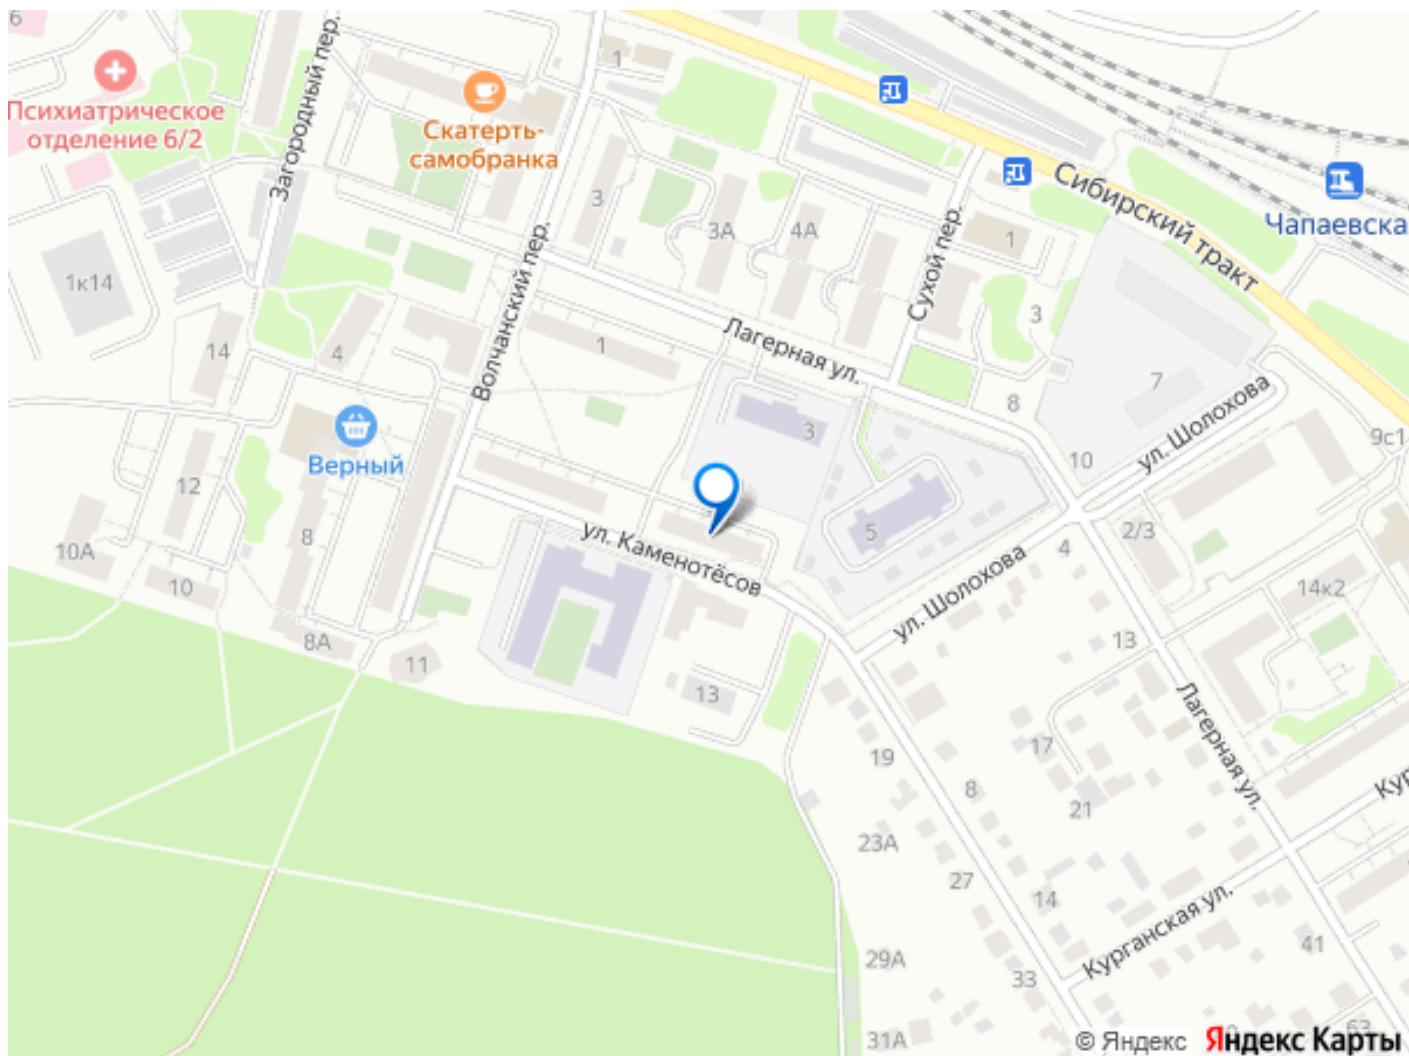 6
Загородный пер.
1
Психиатрическое
отделение 6/2
Скатерть-
самобранка
Сибирский тракт
Чапаевска
3
3А
4А
1
Сухой пер.
Волчанский пер.
1к14
14
4
1
Лагерная ул.
3
7
8
ул. Шолохова
9с1
Верный
3
10
12
8
10А
10
ул. Каменотёсов
5
2/3
4
ул. Шолохова
14к2
8А
11
13
13
Лагерная ул.
17
19
8
21
Кур
23А
27
14
Курганская ул.
41
29А
33
31А
63
© Яндекс
Яндекс Карты